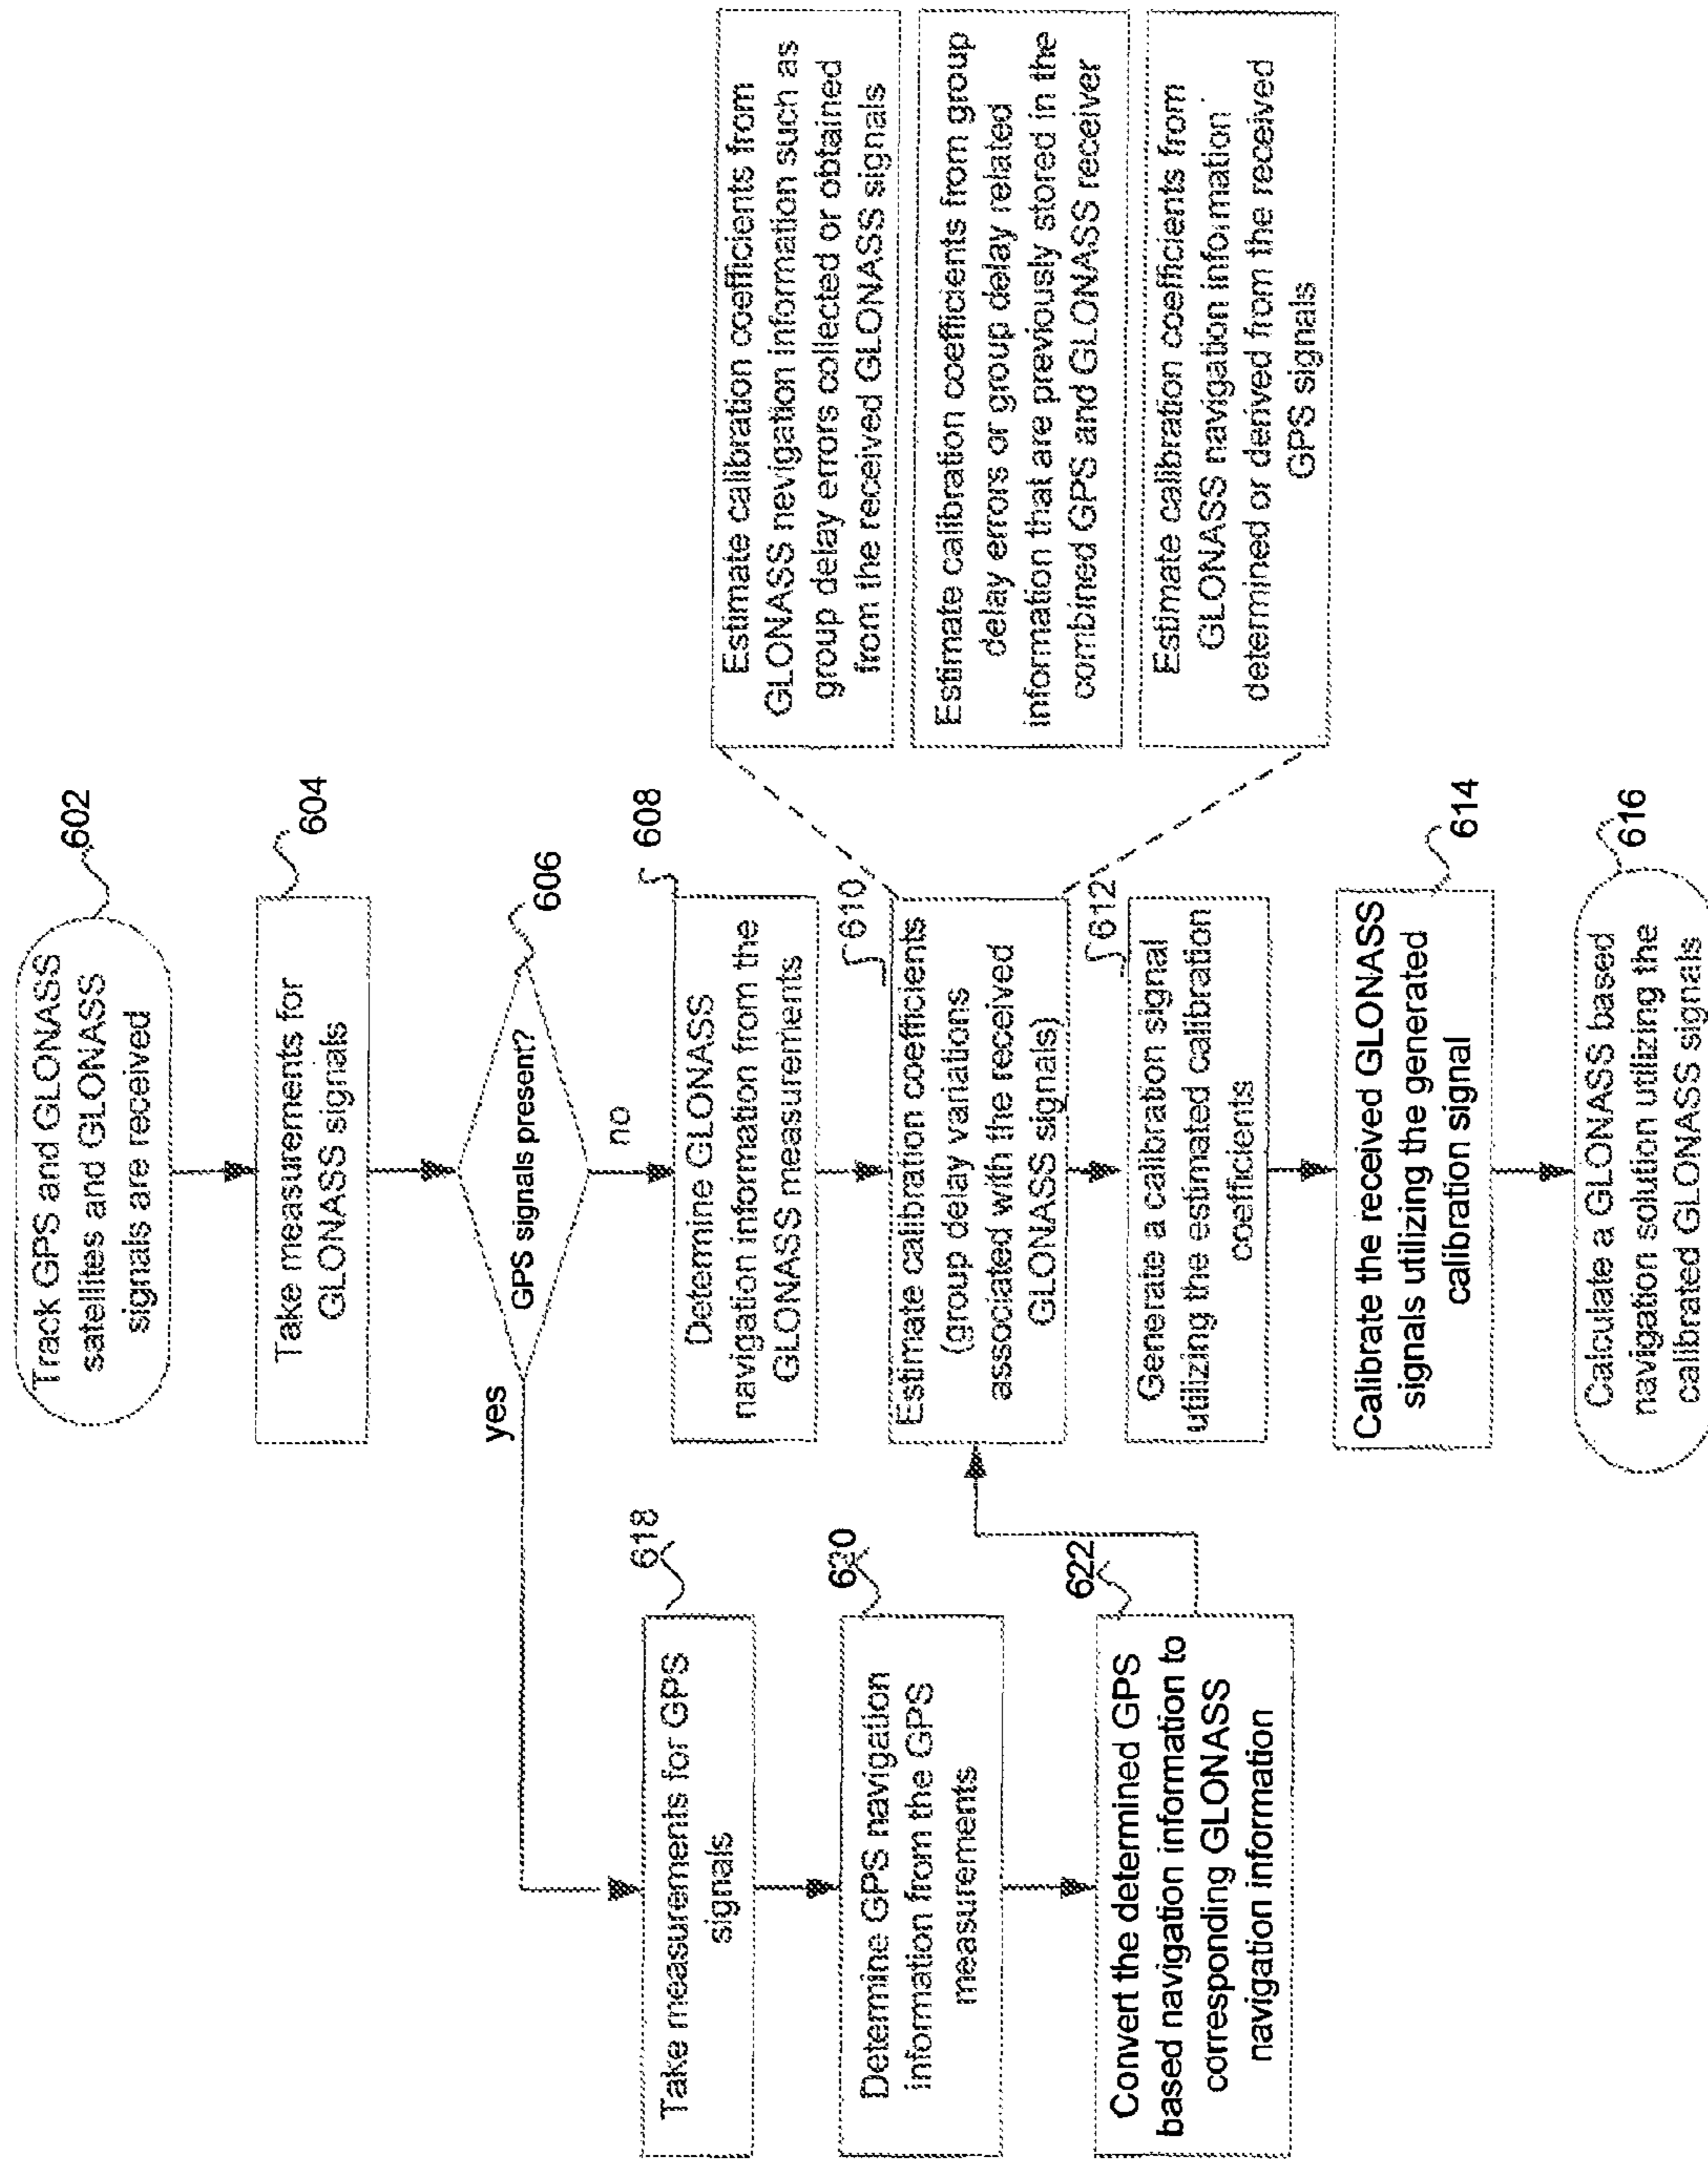 Track GPS and GLONASS
satellites and GLONASS
signals are received
602
Take measurements for
GLONASS signals
604
GPS signals present?
606
yes
no
608
Determine GLONASS
navigation information from the
GLONASS measurements
610
Estimate calibration coefficients
(group delay variations
associated with the received
GLONASS signals)
612
Generate a calibration signal
utilizing the estimated calibration
coefficients
Calibrate the received GLONASS
signals utilizing the generated
calibration signal
614
Calculate a GLONASS based
navigation solution utilizing the
calibrated GLONASS signals
616
Take measurements for GPS
signals
618
Determine GPS navigation
information from the GPS
measurements
620
Convert the determined GPS
based navigation information to
corresponding GLONASS
navigation information
622
Estimate calibration coefficients from
GLONASS nevigation information such as
group delay errors collected or obtained
from the received GLONASS signals
Estimate calibration coefficients from group
delay errors or group delay related
information that are previously stored in the
combined GPS and GLONASS receiver
Estimate calibration coefficients from
GLONASS navigation information
determined or derived from the received
GPS signals